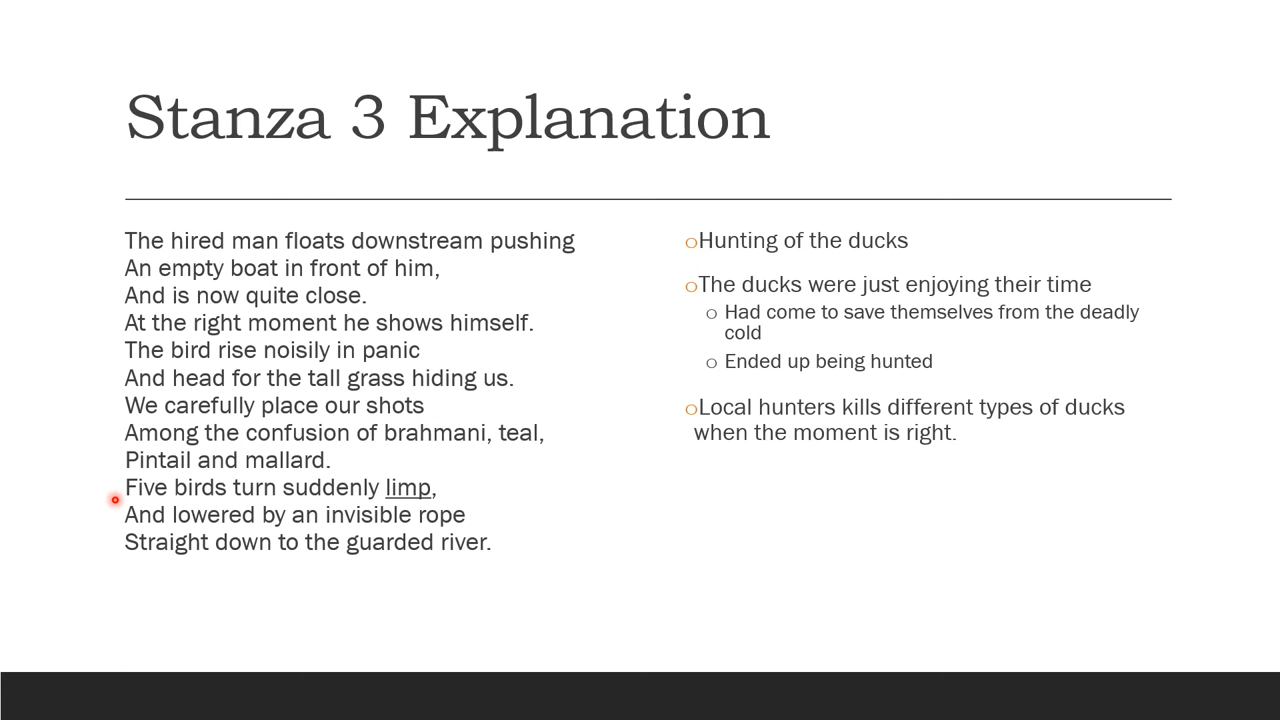 Stanza 3 Explanation
The hired man floats downstream pushing
An empty boat in front of him,
And is now quite close.
At the right moment he shows himself.
The bird rise noisily in panic
And head for the tall grass hiding us.
We carefully place our shots
Among the confusion of brahmani, teal,
Pintail and mallard.
Five birds turn suddenly limp,
And lowered by an invisible rope
Straight down to the guarded river.
Hunting of the ducks
The ducks were just enjoying their time
Had come to save themselves from the deadly
cold
Ended up being hunted
Local hunters kills different types of ducks
when the moment is right.